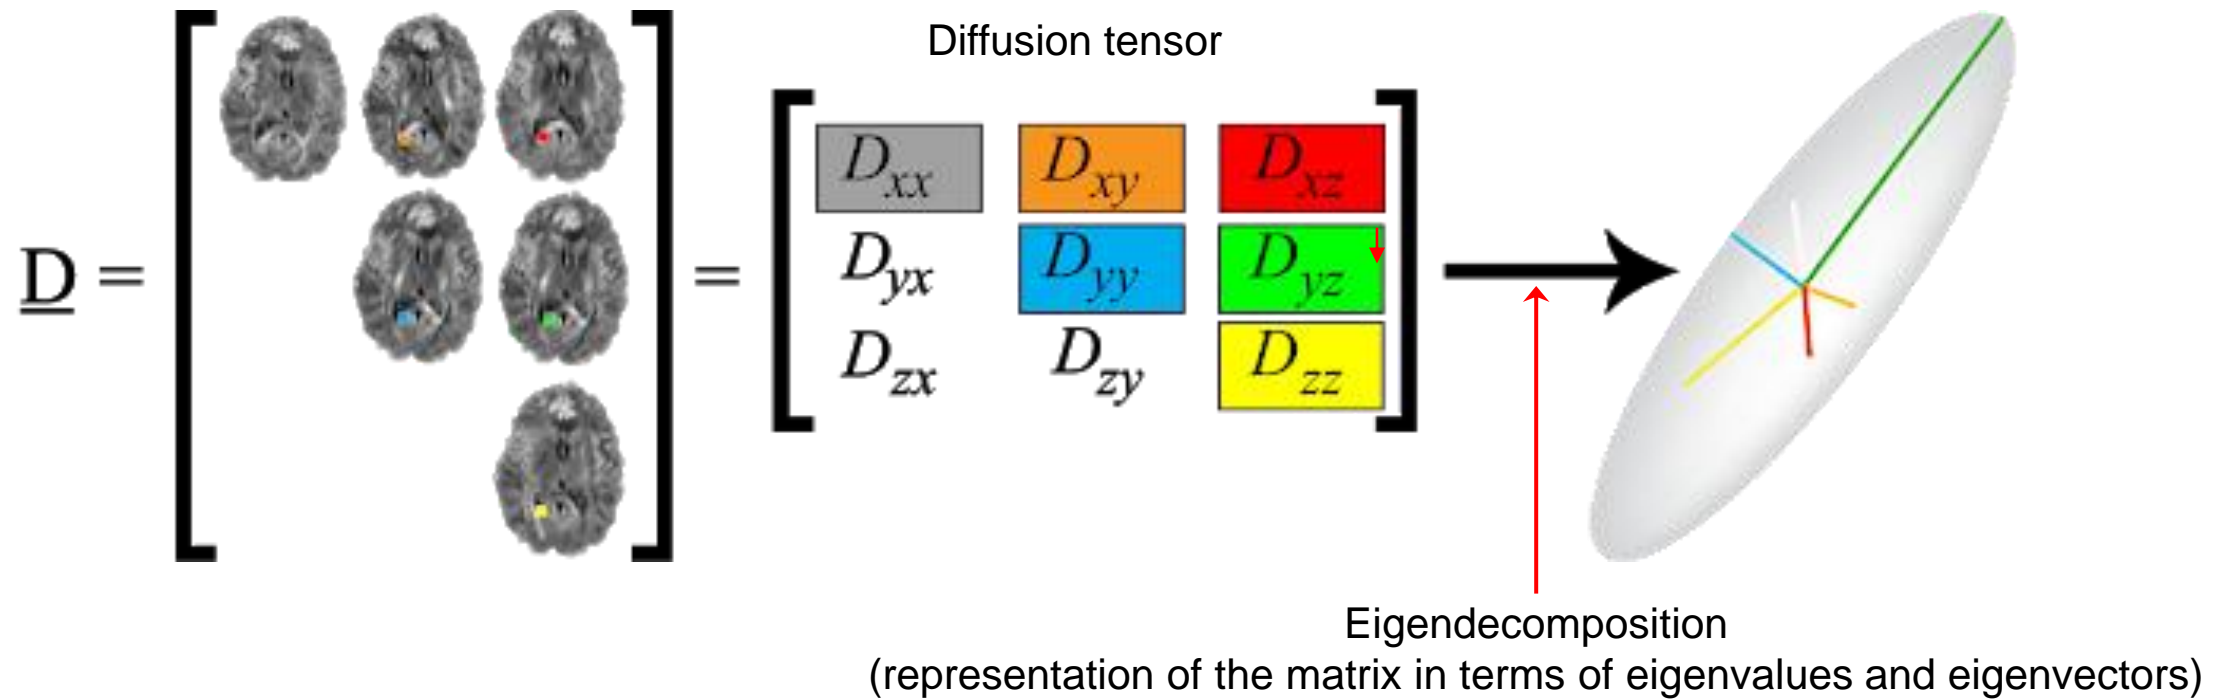 Diffusion tensor
D = [ ] = [ Dxx Dxy Dxz
Dyx Dyy Dyz
Dzx Dzy Dzz ]
Eigendecomposition
(representation of the matrix in terms of eigenvalues and eigenvectors)